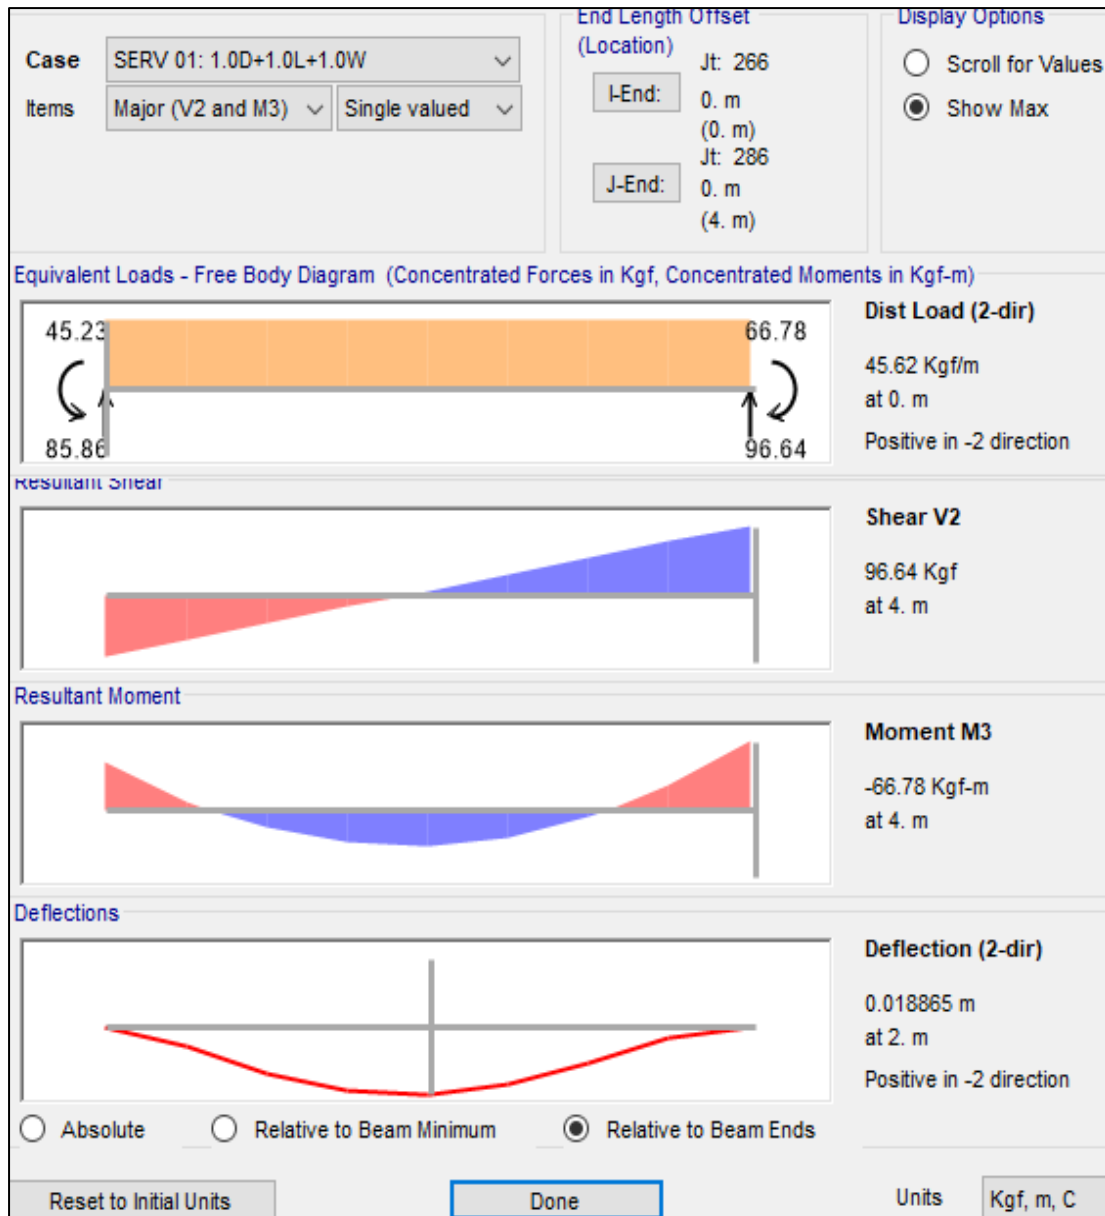 End Length Offset
(Location)
Display Options
Case
SERV 01: 1.0D+1.0L+1.0W
Items
Major (V2 and M3)
Single valued
I-End:
Jt: 266
0. m
(0. m)
J-End:
Jt: 286
0. m
(4. m)
Scroll for Values
Show Max
Equivalent Loads - Free Body Diagram (Concentrated Forces in Kgf, Concentrated Moments in Kgf-m)
45.23
66.78
85.86
96.64
Dist Load (2-dir)
45.62 Kgf/m
at 0. m
Positive in -2 direction
Resultant Shear
Shear V2
96.64 Kgf
at 4. m
Resultant Moment
Moment M3
-66.78 Kgf-m
at 4. m
Deflections
Deflection (2-dir)
0.018865 m
at 2. m
Positive in -2 direction
Absolute
Relative to Beam Minimum
Relative to Beam Ends
Reset to Initial Units
Done
Units
Kgf, m, C